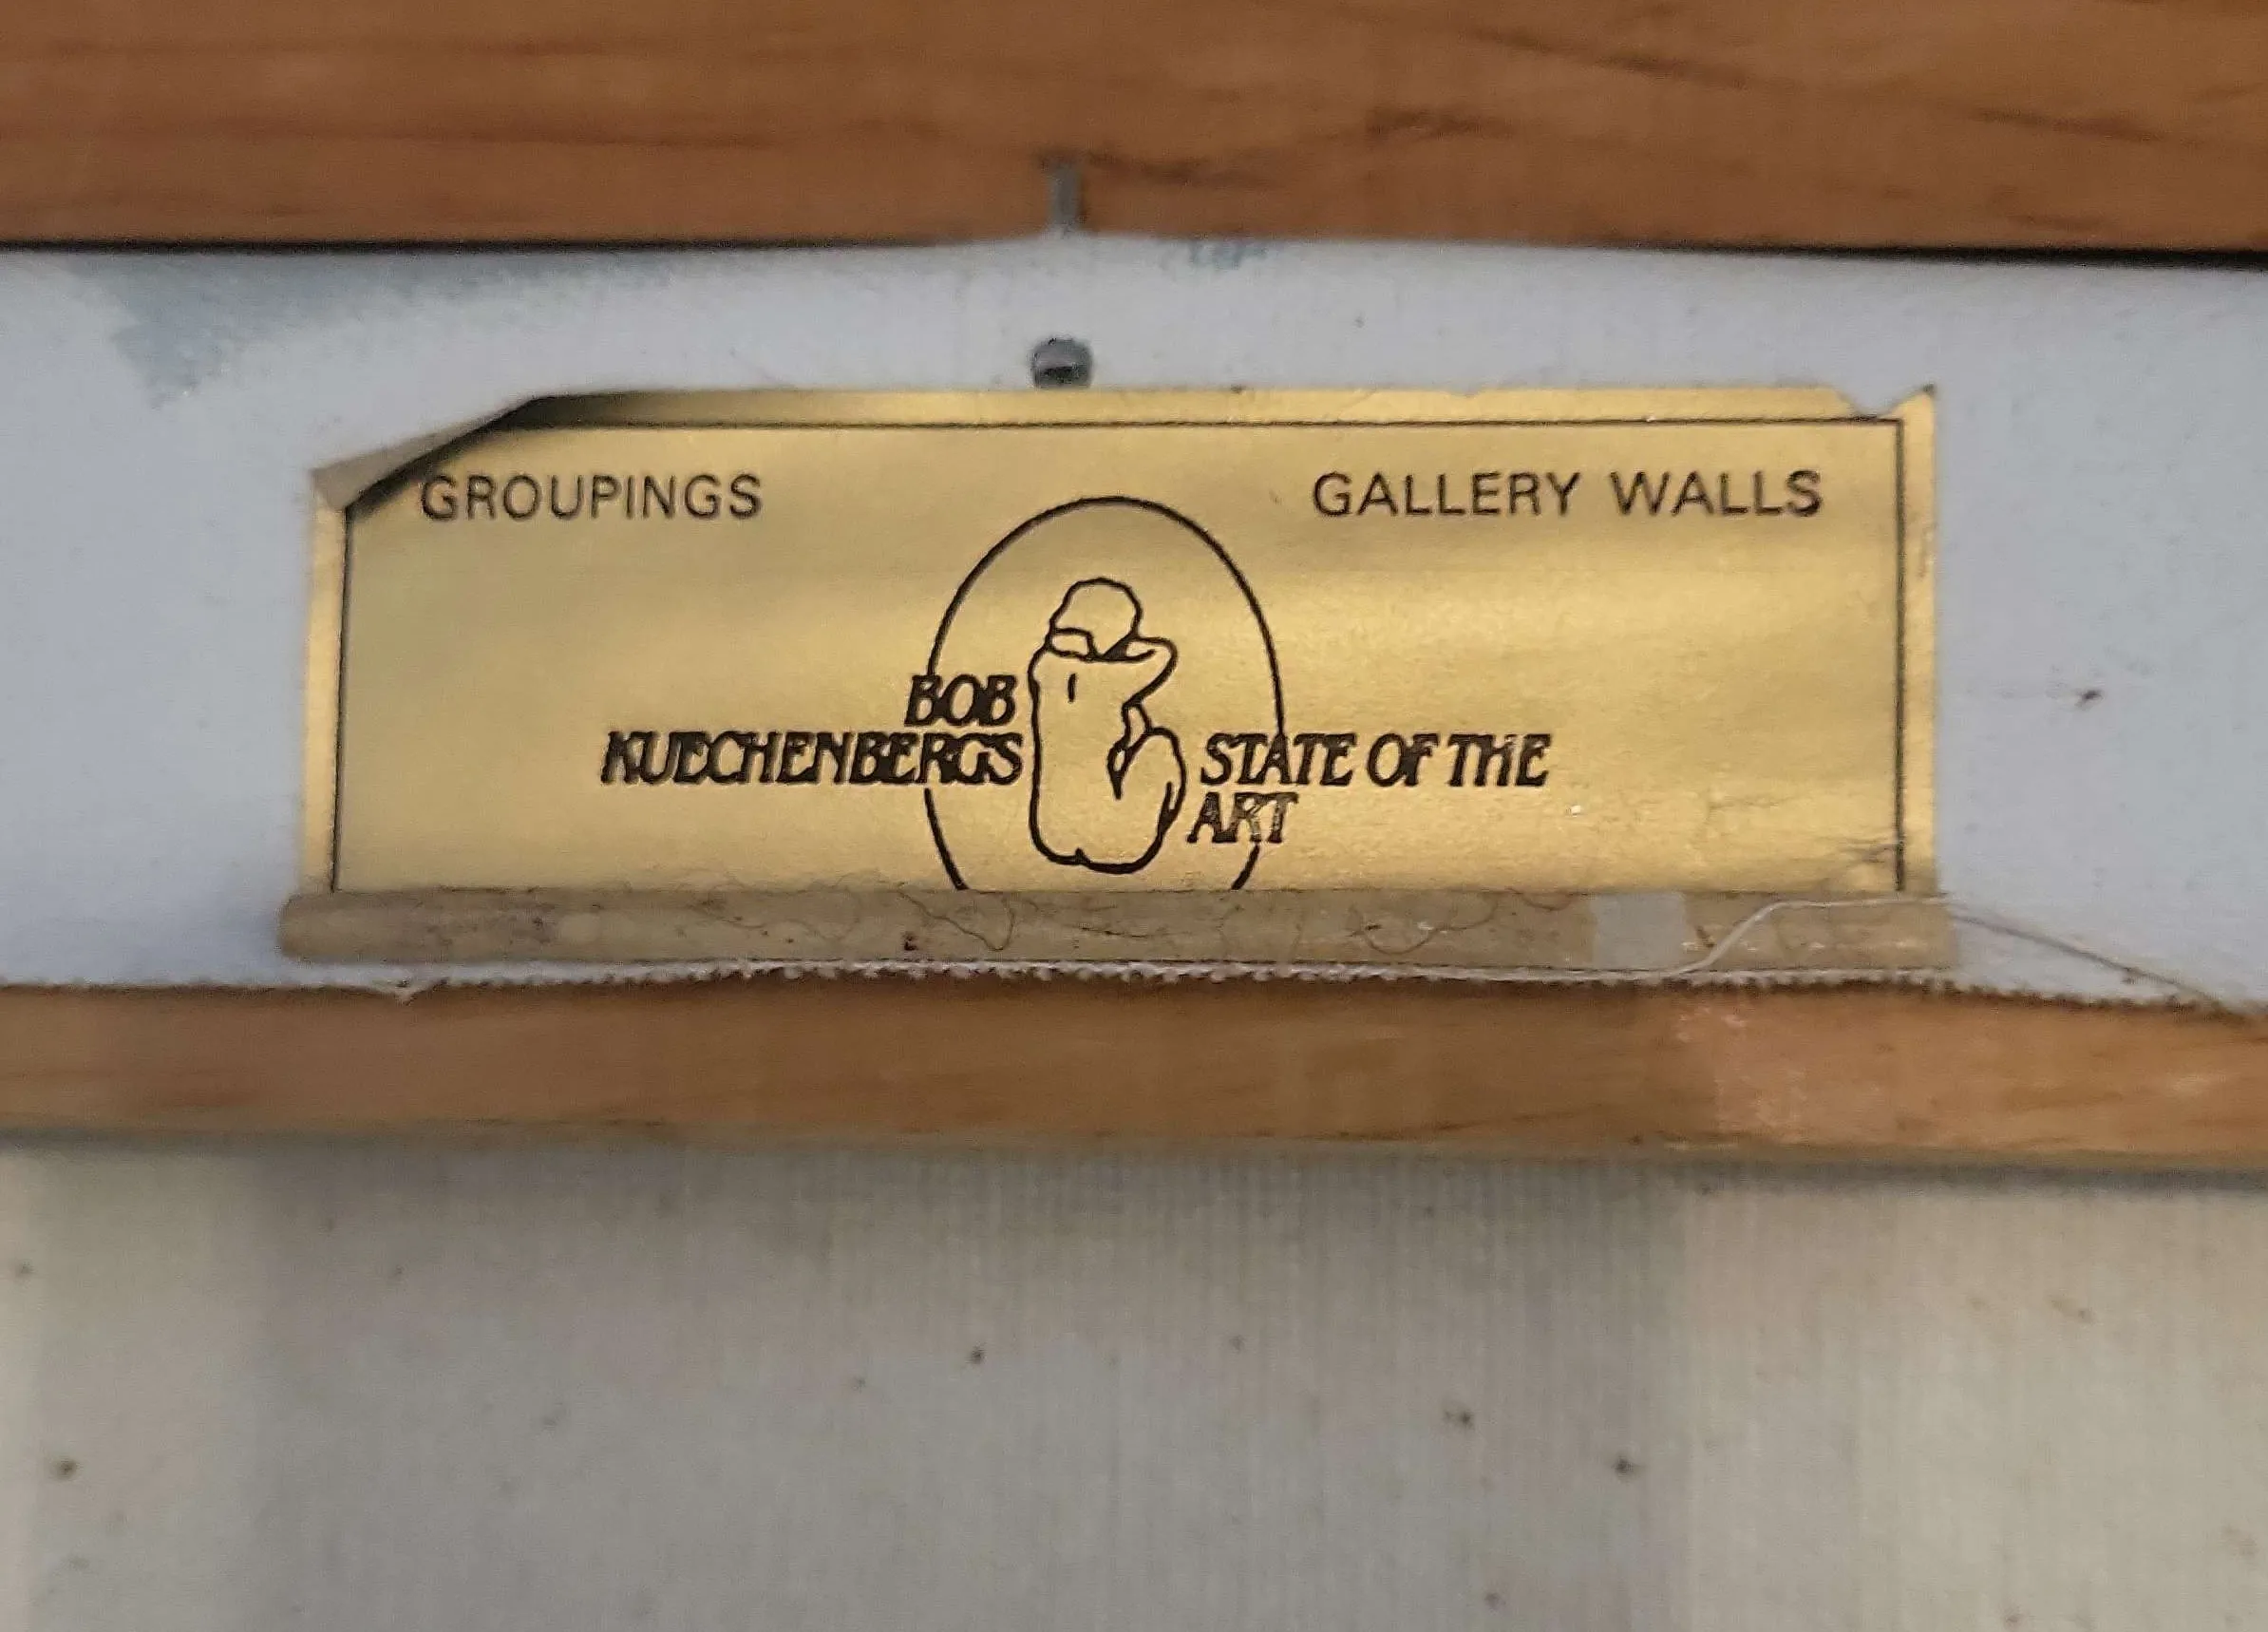 GROUPINGS GALLERY WALLS
BOB
KUECHENBERG'S STATE OF THE
ART